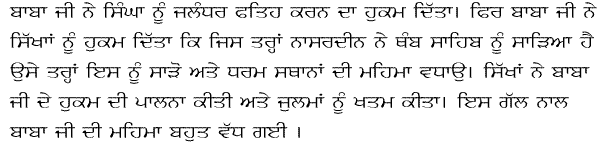 ਬਾਬਾ ਜੀ ਨੇ ਸਿੰਘਾ ਨੂੰ ਜਲੰਧਰ ਫਤਿਹ ਕਰਨ ਦਾ ਹੁਕਮ ਦਿੱਤਾ। ਫਿਰ ਬਾਬਾ ਜੀ ਨੇ
ਸਿੱਖਾਂ ਨੂੰ ਹੁਕਮ ਦਿੱਤਾ ਕਿ ਜਿਸ ਤਰ੍ਹਾਂ ਨਾਸਰਦੀਨ ਨੇ ਥੰਬ ਸਾਹਿਬ ਨੂੰ ਸਾੜਿਆ ਹੈ
ਉਸੇ ਤਰ੍ਹਾਂ ਇਸ ਨੂੰ ਸਾੜੋ ਅਤੇ ਧਰਮ ਸਥਾਨਾਂ ਦੀ ਮਹਿਮਾ ਵਧਾਉ। ਸਿੱਖਾਂ ਨੇ ਬਾਬਾ
ਜੀ ਦੇ ਹੁਕਮ ਦੀ ਪਾਲਨਾ ਕੀਤੀ ਅਤੇ ਜੁਲਮਾਂ ਨੂੰ ਖਤਮ ਕੀਤਾ। ਇਸ ਗੱਲ ਨਾਲ
ਬਾਬਾ ਜੀ ਦੀ ਮਹਿਮਾ ਬਹੁਤ ਵੱਧ ਗਈ ।